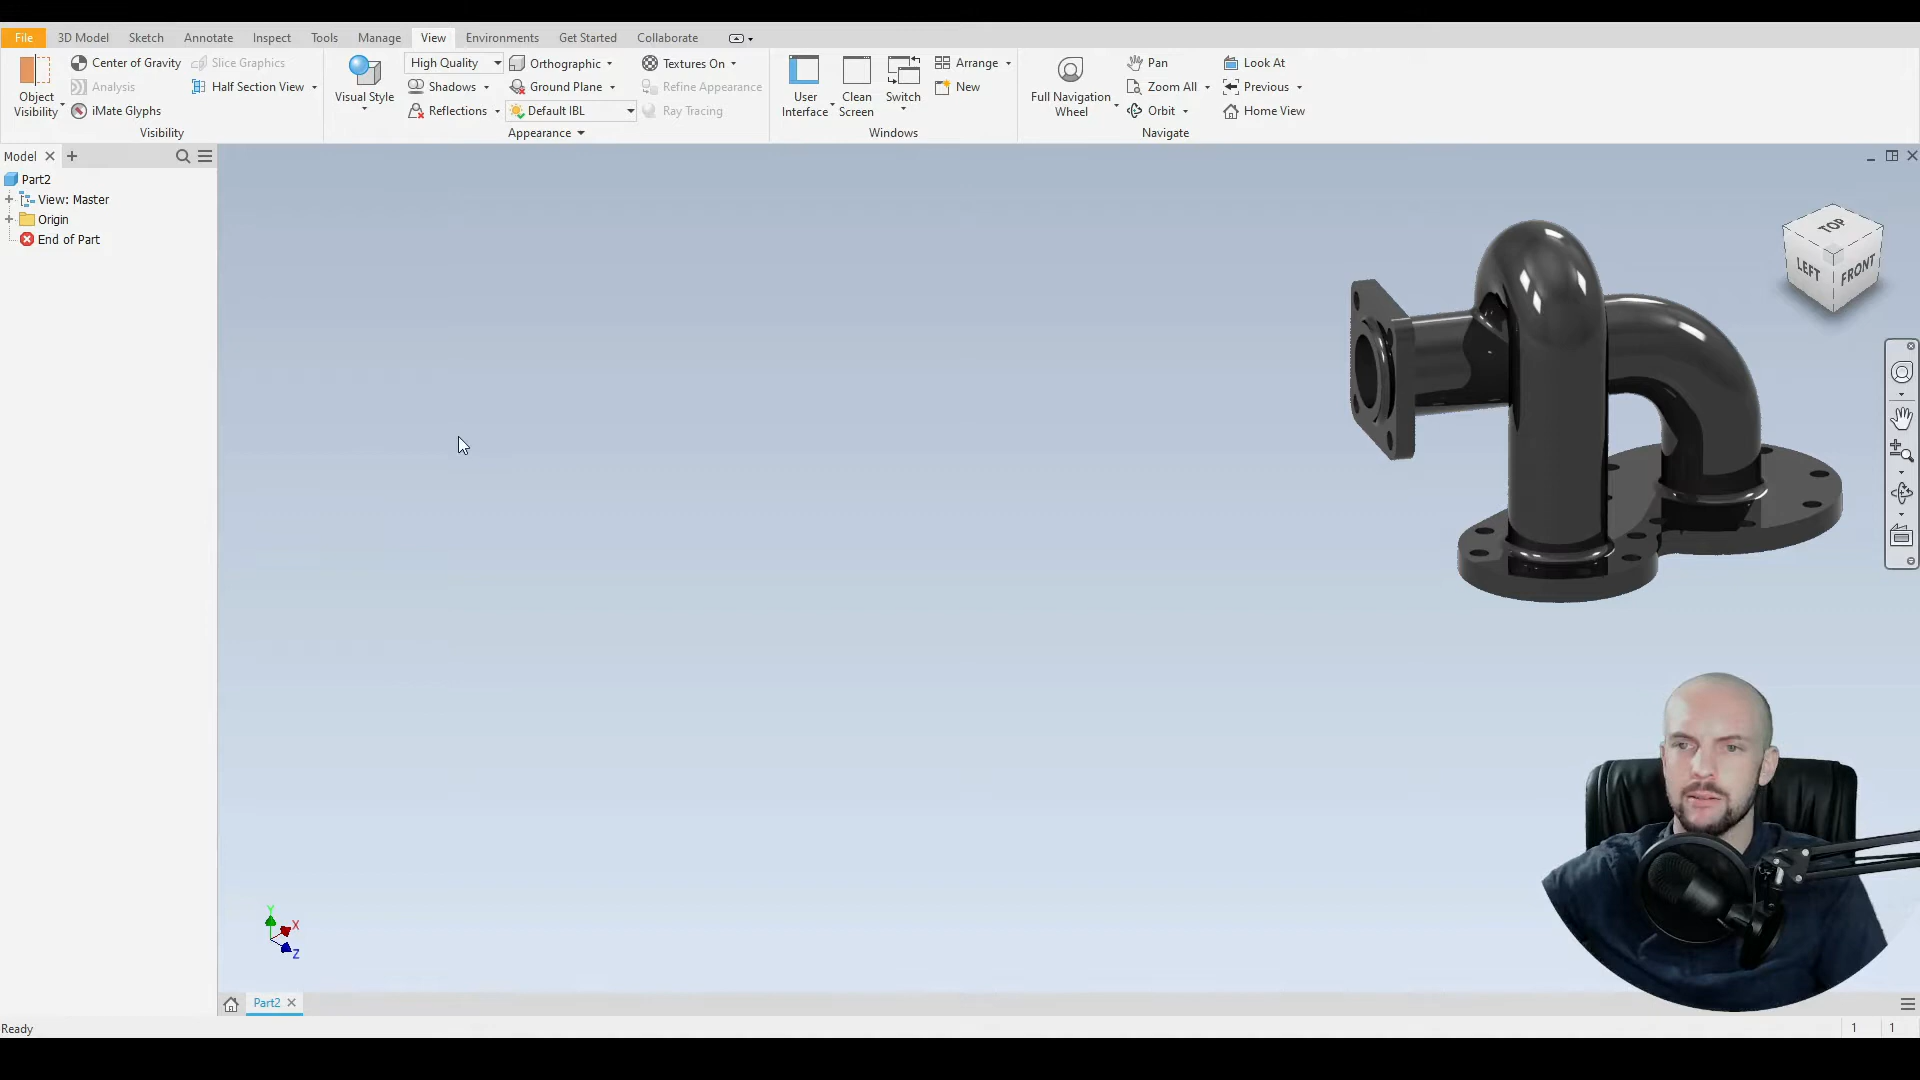 File 3D Model Sketch Annotate Inspect Tools Manage View Environments Get Started Collaborate
Center of Gravity Slice Graphics High Quality Orthographic Textures On Arrange Pan Look At
Object Visibility Analysis Half Section View Visual Style Shadows Ground Plane Refine Appearance User Interface Clean Screen Switch New Full Navigation Wheel Zoom All Previous
iMate Glyphs Reflections Default IBL Ray Tracing Orbit Home View
Visibility Appearance Windows Navigate
Model
Part2
View: Master
Origin
End of Part
TOP
LEFT FRONT
Y
X
Z
Part2
Ready 1 1